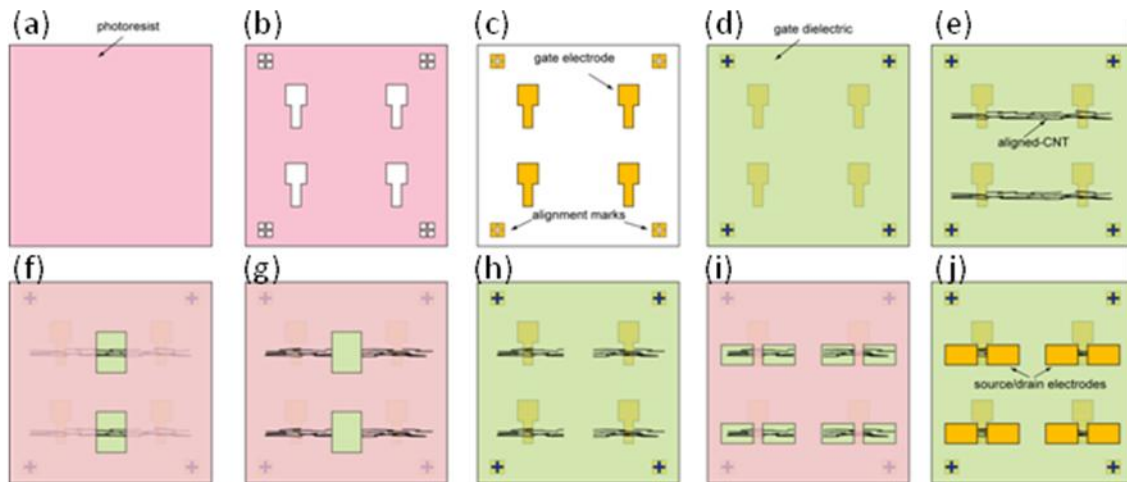 (a)
photoresist
(b)
(c)
gate electrode
alignment marks
(d)
gate dielectric
(e)
aligned-CNT
(f)
(g)
(h)
(i)
(j)
source/drain electrodes